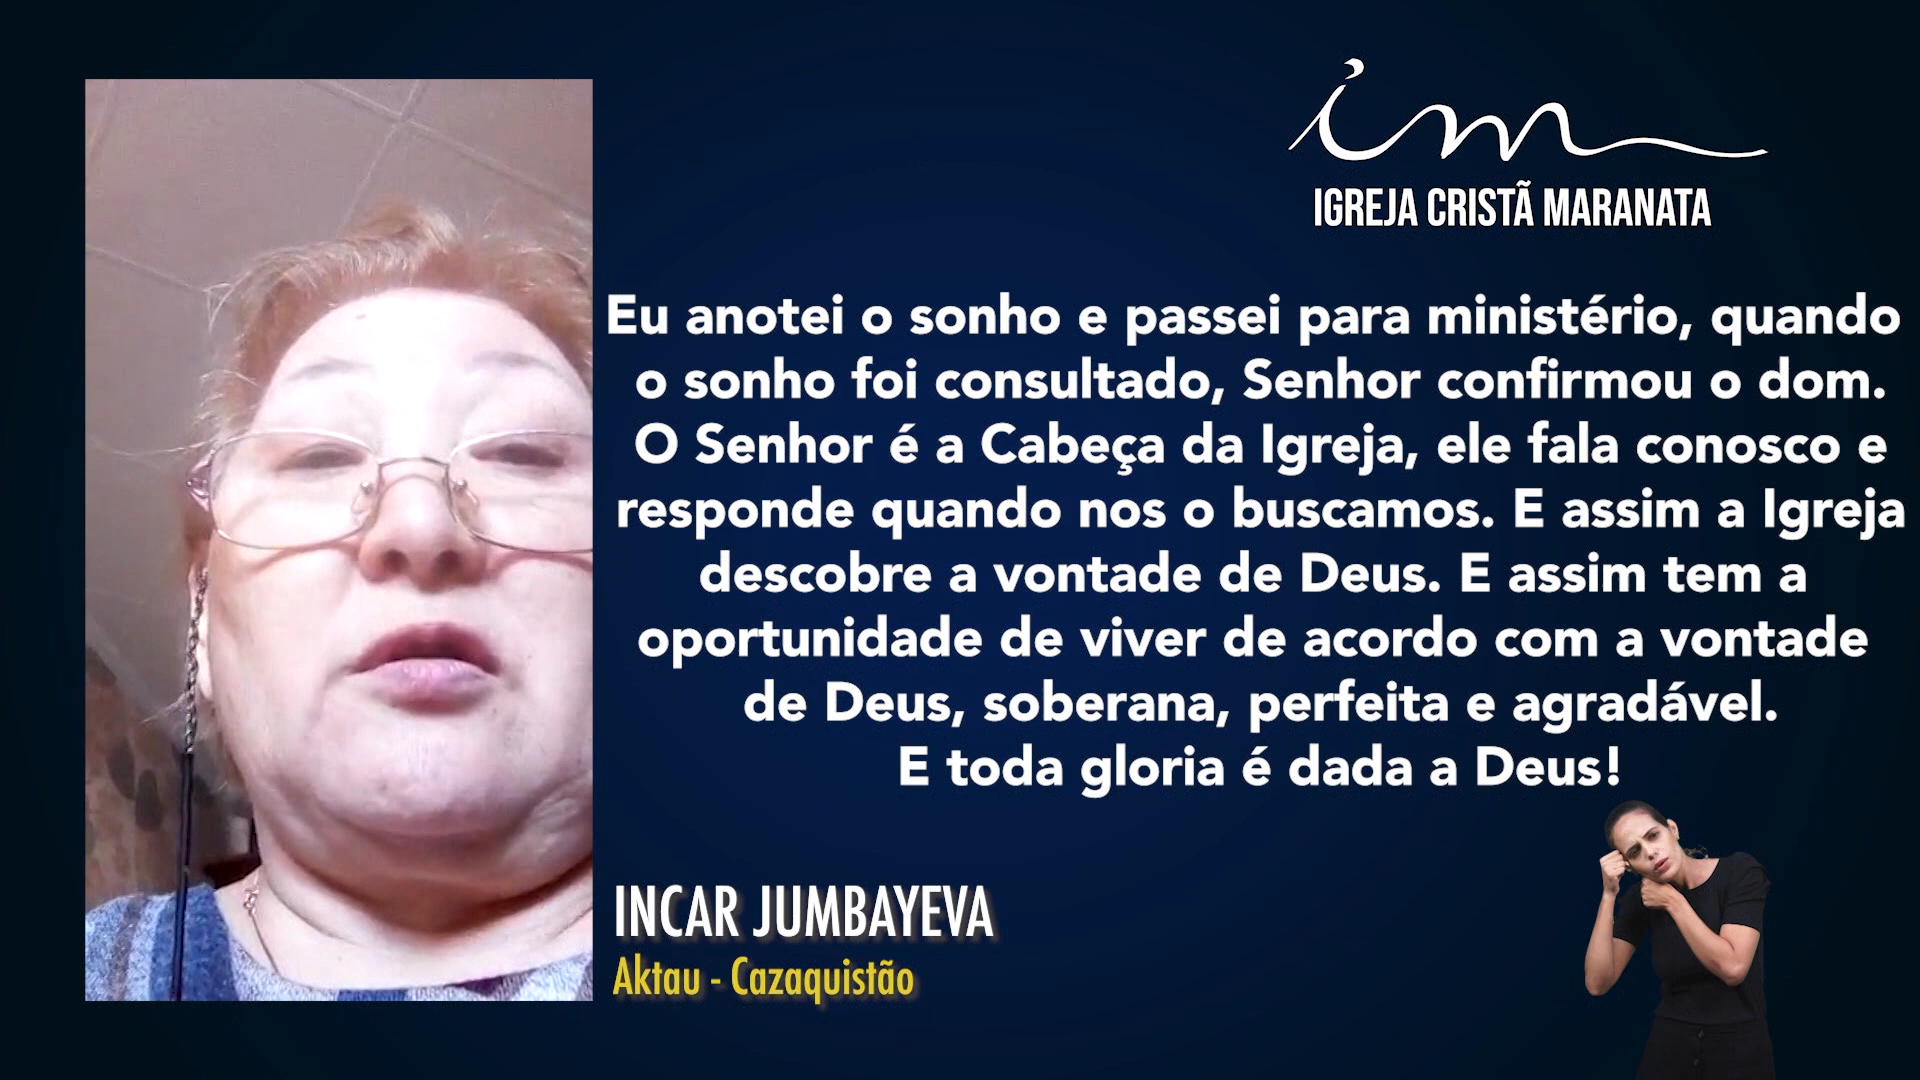 im
IGREJA CRISTÃ MARANATA
Eu anotei o sonho e passei para ministério, quando
o sonho foi consultado, Senhor confirmou o dom.
O Senhor é a Cabeça da Igreja, ele fala conosco e
responde quando nos o buscamos. E assim a Igreja
descobre a vontade de Deus. E assim tem a
oportunidade de viver de acordo com a vontade
de Deus, soberana, perfeita e agradável.
E toda gloria é dada a Deus!
INCAR JUMBAYEVA
Aktau - Cazaquistão